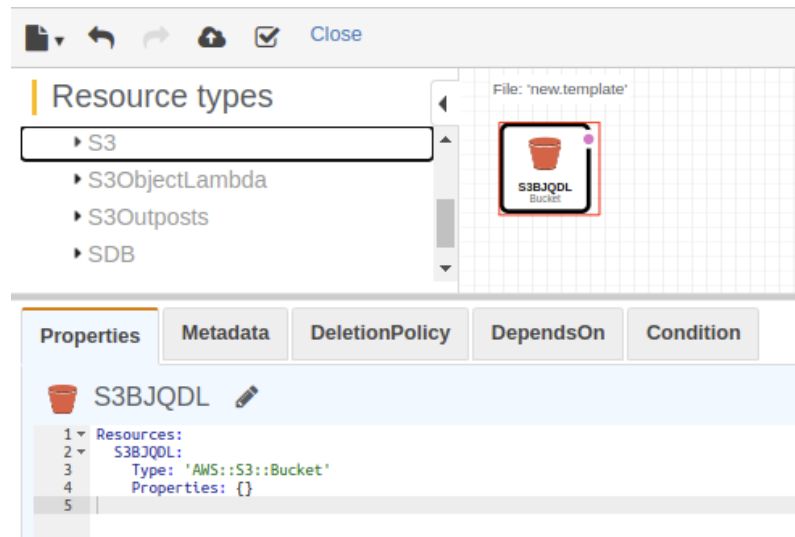 Close
Resource types
S3
S3ObjectLambda
S3Outposts
SDB
File: 'new.template'
S3BJQDL
Bucket
Properties Metadata DeletionPolicy DependsOn Condition
S3BJQDL
1 Resources:
2 S3BJQDL:
3 Type: 'AWS::S3::Bucket'
4 Properties: {}
5